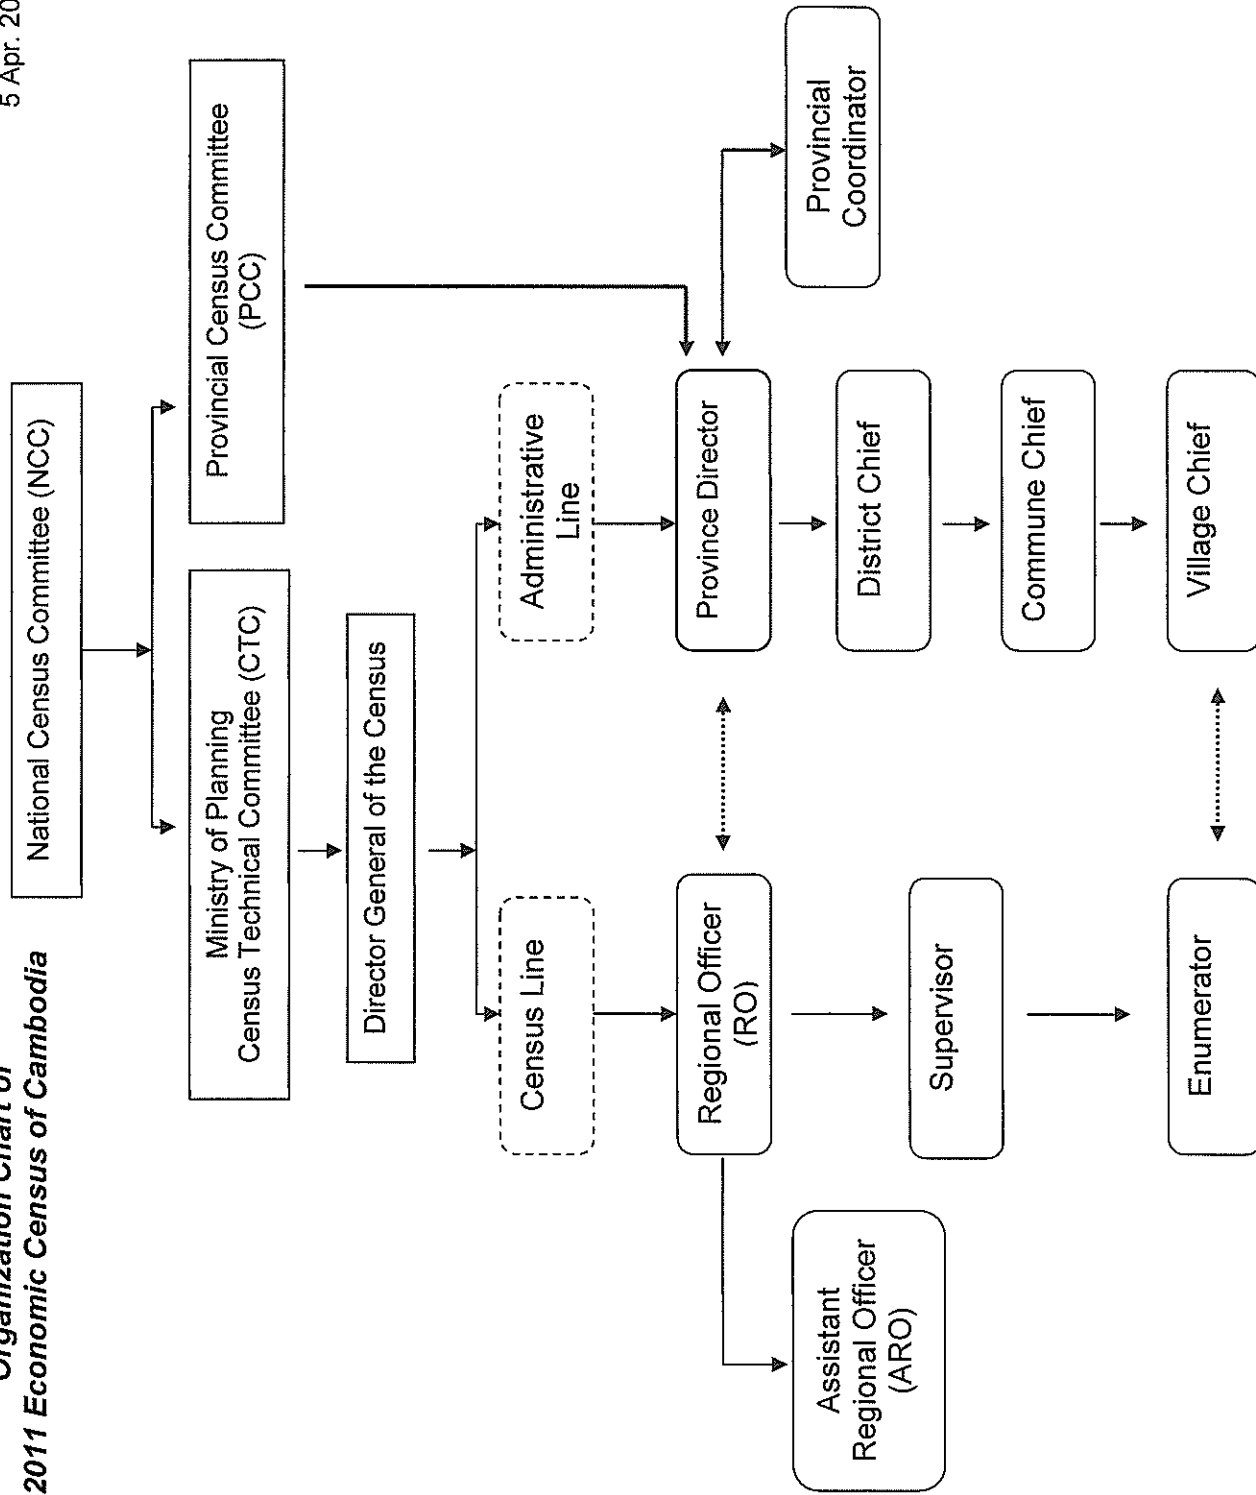 Organization Chart of
2011 Economic Census of Cambodia
5 Apr.
National Census Committee (NCC)
Ministry of Planning
Census Technical Committee (CTC)
Provincial Census Committee
(PCC)
Director General of the Census
Census Line
Administrative
Line
Regional Officer
(RO)
Province Director
Assistant
Regional Officer
(ARO)
Provincial
Coordinator
Supervisor
District Chief
Commune Chief
Enumerator
Village Chief